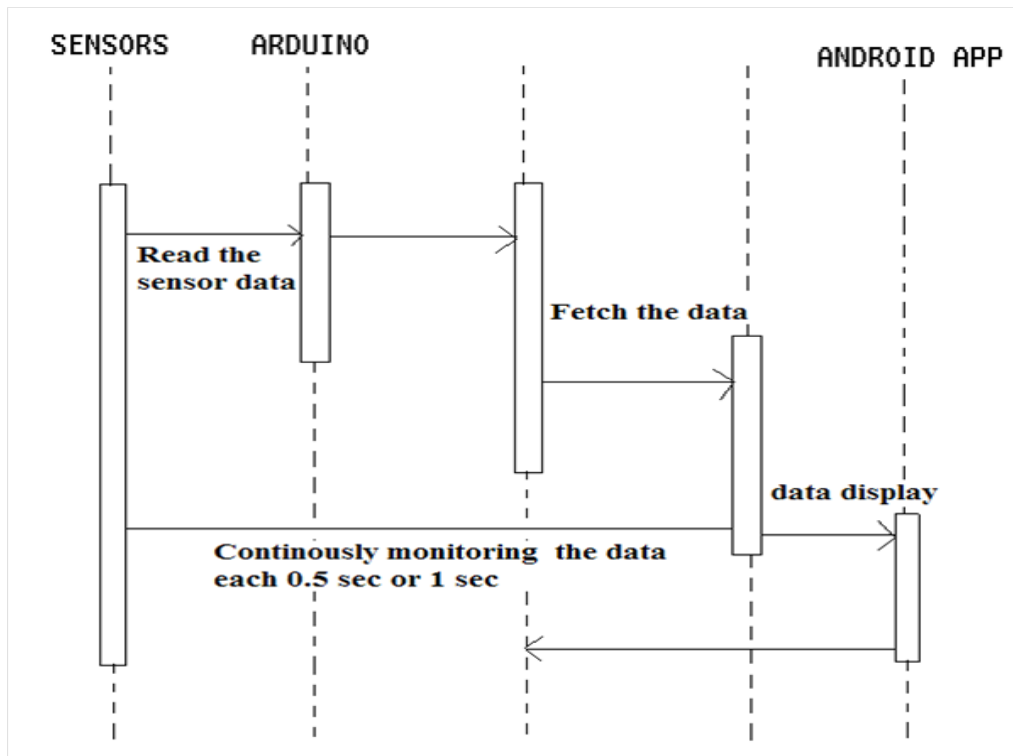 SENSORS
ARDUINO
ANDROID APP
Read the
sensor data
Fetch the data
data display
Continously monitoring the data
each 0.5 sec or 1 sec